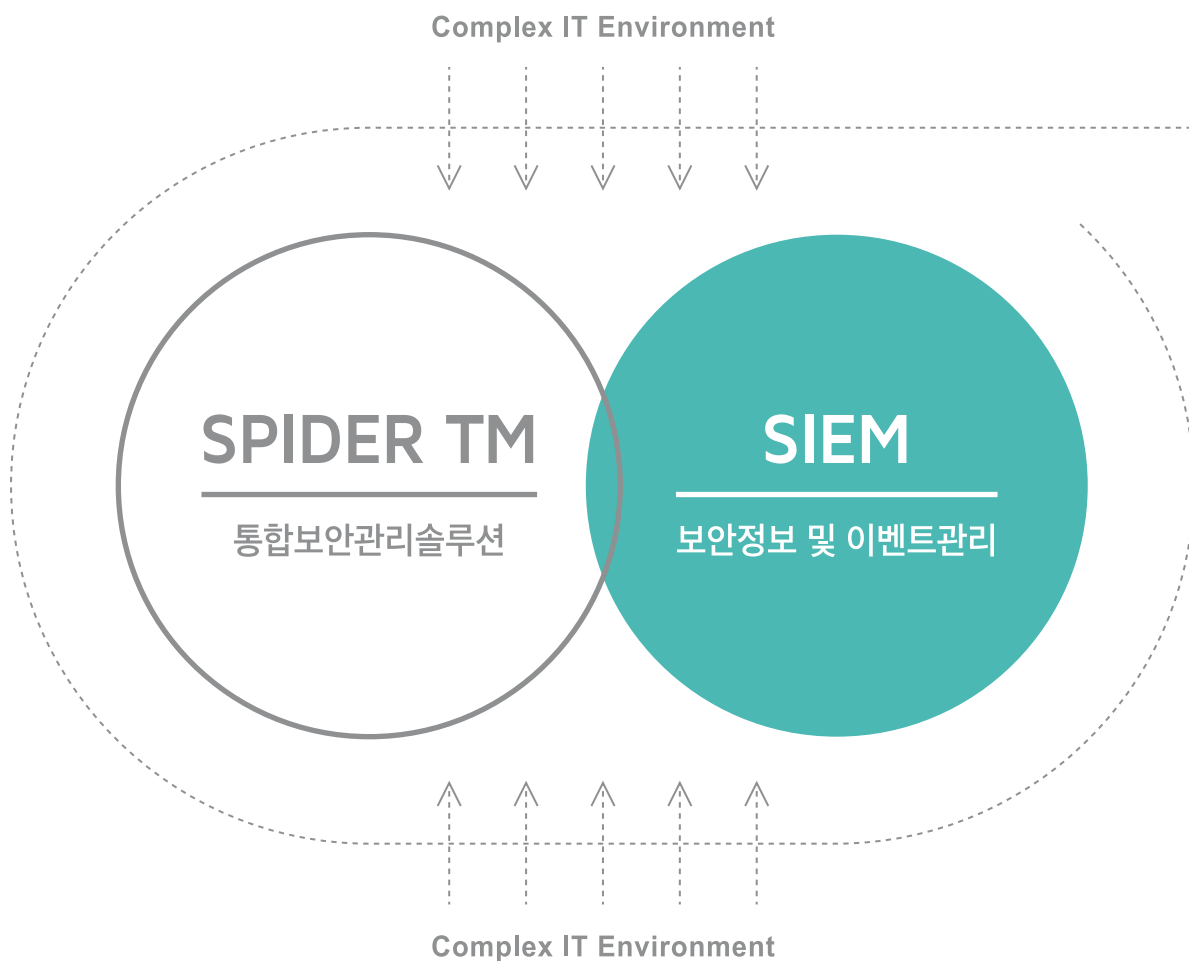 Complex IT Environment
SPIDER TM
통합보안관리솔루션
SIEM
보안정보 및 이벤트관리
Complex IT Environment